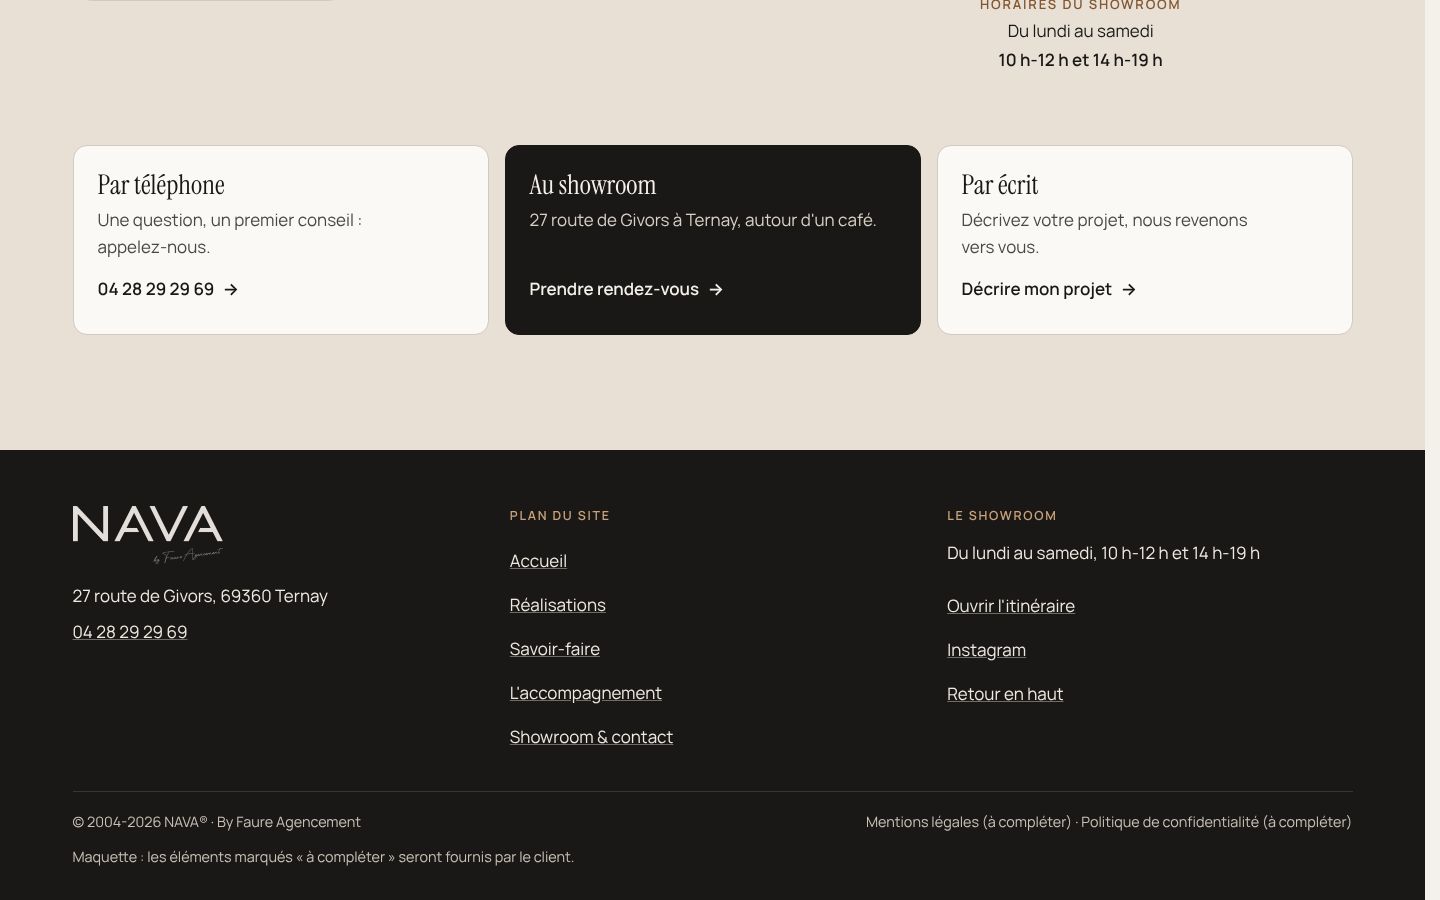 HORAIRES DU SHOWROOM
Du lundi au samedi
10 h-12 h et 14 h-19 h
Par téléphone
Une question, un premier conseil :
appelez-nous.
04 28 29 29 69 →
Au showroom
27 route de Givors à Ternay, autour d'un café.
Prendre rendez-vous →
Par écrit
Décrivez votre projet, nous revenons
vers vous.
Décrire mon projet →
NAVA
by Faure Agencement
27 route de Givors, 69360 Ternay
04 28 29 29 69
PLAN DU SITE
Accueil
Réalisations
Savoir-faire
L'accompagnement
Showroom & contact
LE SHOWROOM
Du lundi au samedi, 10 h-12 h et 14 h-19 h
Ouvrir l'itinéraire
Instagram
Retour en haut
© 2004-2026 NAVA® · By Faure Agencement
Mentions légales (à compléter) · Politique de confidentialité (à compléter)
Maquette : les éléments marqués « à compléter » seront fournis par le client.